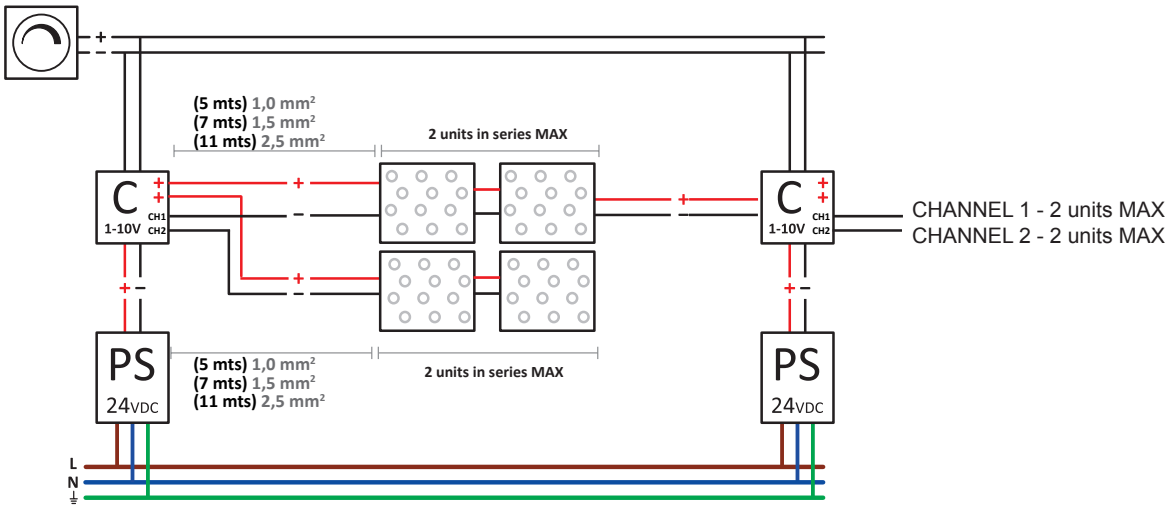 +
−
(5 mts) 1,0 mm²
(7 mts) 1,5 mm²
(11 mts) 2,5 mm²
2 units in series MAX
C
+
+
1-10V
CH1
CH2
+
−
+
−
+
−
C
+
+
1-10V
CH1
CH2
CHANNEL 1 - 2 units MAX
CHANNEL 2 - 2 units MAX
+
−
+
−
PS
24VDC
(5 mts) 1,0 mm²
(7 mts) 1,5 mm²
(11 mts) 2,5 mm²
2 units in series MAX
PS
24VDC
L
N